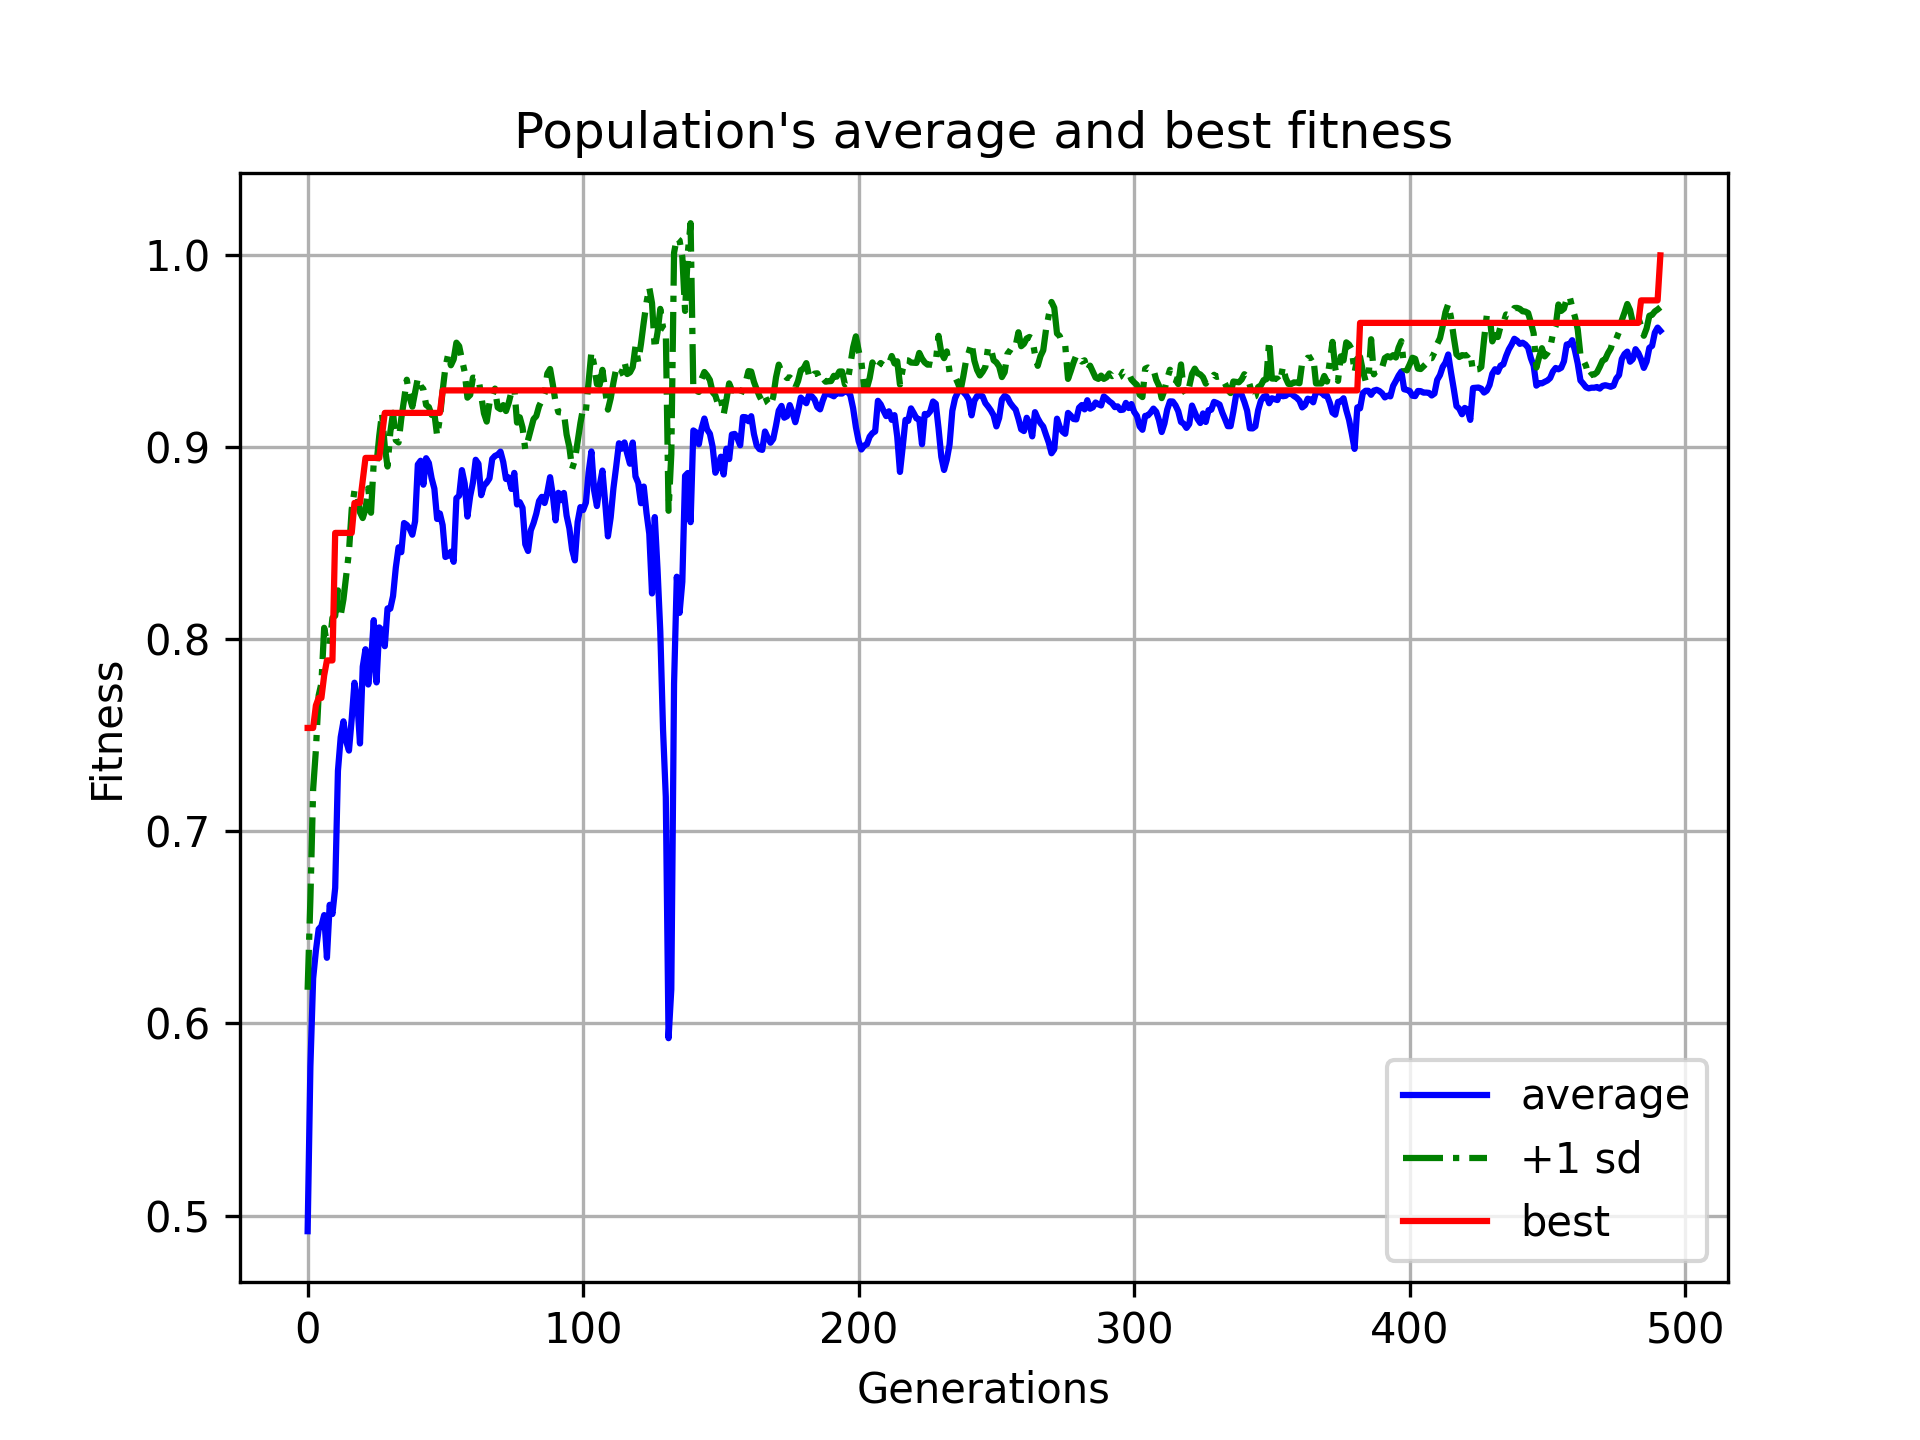 Population's average and best fitness
1.0
0.9
0.8
0.7
0.6
0.5
Fitness
0 100 200 300 400 500
Generations
average
+1 sd
best